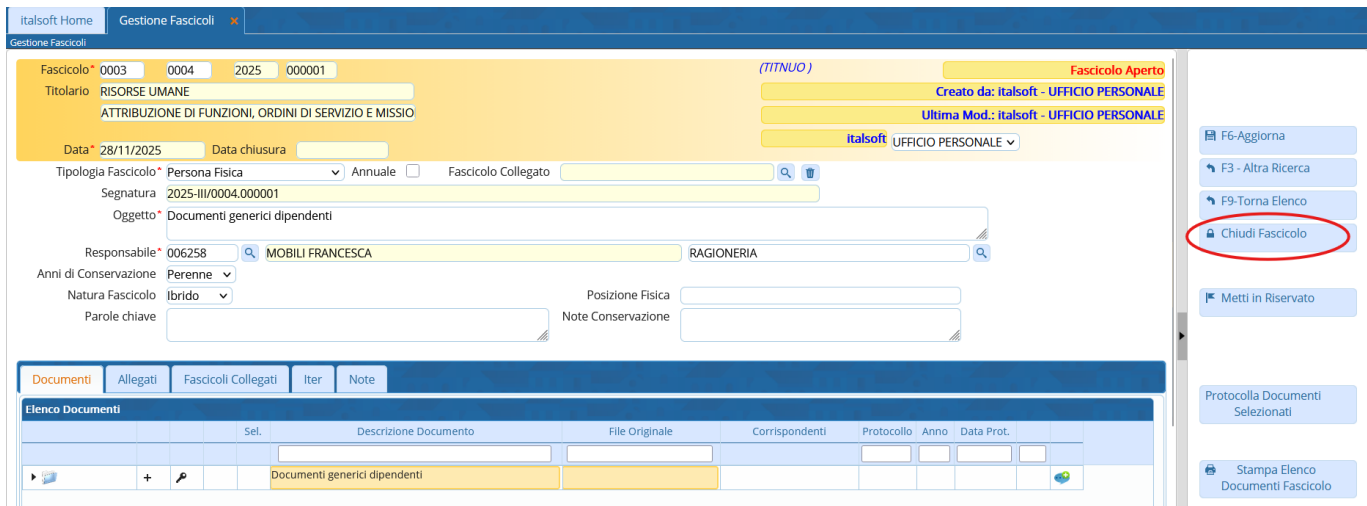 italsoft Home Gestione Fascicoli ×
Gestione Fascicoli
Fascicolo* 0003 0004 2025 000001 (TITNUO ) Fascicolo Aperto
Titolario RISORSE UMANE Creato da: italsoft - UFFICIO PERSONALE
ATTRIBUZIONE DI FUNZIONI, ORDINI DI SERVIZIO E MISSIO Ultima Mod.: italsoft - UFFICIO PERSONALE
italsoft UFFICIO PERSONALE
Data* 28/11/2025 Data chiusura
Tipologia Fascicolo* Persona Fisica Annuale Fascicolo Collegato
Segnatura 2025-III/0004.000001
Oggetto* Documenti generici dipendenti
Responsabile* 006258 MOBILI FRANCESCA RAGIONERIA
Anni di Conservazione Perenne
Natura Fascicolo Ibrido Posizione Fisica
Parole chiave Note Conservazione
F6-Aggiorna
F3 - Altra Ricerca
F9-Torna Elenco
Chiudi Fascicolo
Metti in Riservato
Protocolla Documenti
Selezionati
Stampa Elenco
Documenti Fascicolo
Documenti Allegati Fascicoli Collegati Iter Note
Elenco Documenti
Sel. Descrizione Documento File Originale Corrispondenti Protocollo Anno Data Prot.
Documenti generici dipendenti